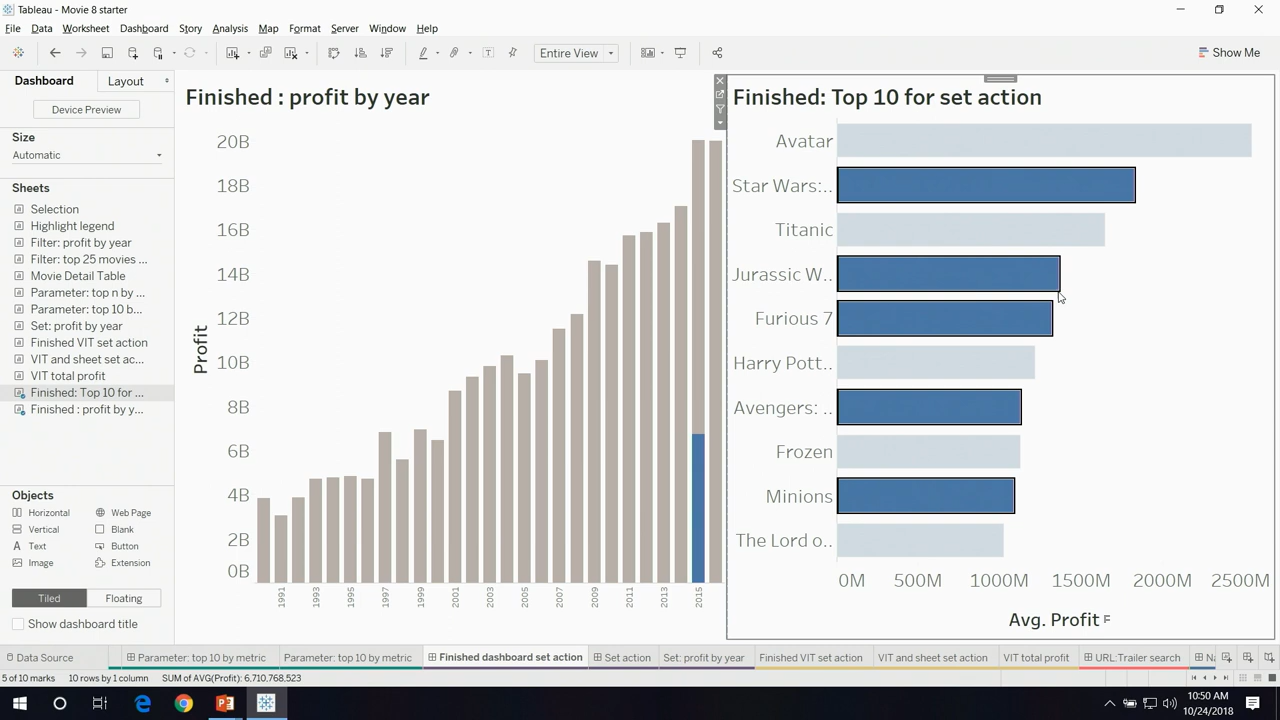 Tableau - Movie 8 starter
File Data Worksheet Dashboard Story Analysis Map Format Server Window Help
Entire View
Show Me
Dashboard Layout
Device Preview
Size
Automatic
Sheets
Selection
Highlight legend
Filter: profit by year
Filter: top 25 movies ...
Movie Detail Table
Parameter: top n by ...
Parameter: top 10 b...
Set: profit by year
Finished VIT set action
VIT and sheet set ac...
VIT total profit
Finished: Top 10 for ...
Finished : profit by y...
Objects
Horizontal Web Page
Vertical Blank
Text Button
Image Extension
Tiled Floating
Show dashboard title
Finished : profit by year
20B
18B
16B
14B
12B
10B
8B
6B
4B
2B
0B
Profit
1991 1993 1995 1997 1999 2001 2003 2005 2007 2009 2011 2013 2015
Finished: Top 10 for set action
Avatar
Star Wars:..
Titanic
Jurassic W..
Furious 7
Harry Pott..
Avengers: ..
Frozen
Minions
The Lord o..
0M 500M 1000M 1500M 2000M 2500M
Avg. Profit
Data Source Parameter: top 10 by metric Parameter: top 10 by metric Finished dashboard set action Set action Set: profit by year Finished VIT set action VIT and sheet set action VIT total profit URL:Trailer search
5 of 10 marks 10 rows by 1 column SUM of AVG(Profit): 6.710.768.523
10:50 AM
10/24/2018